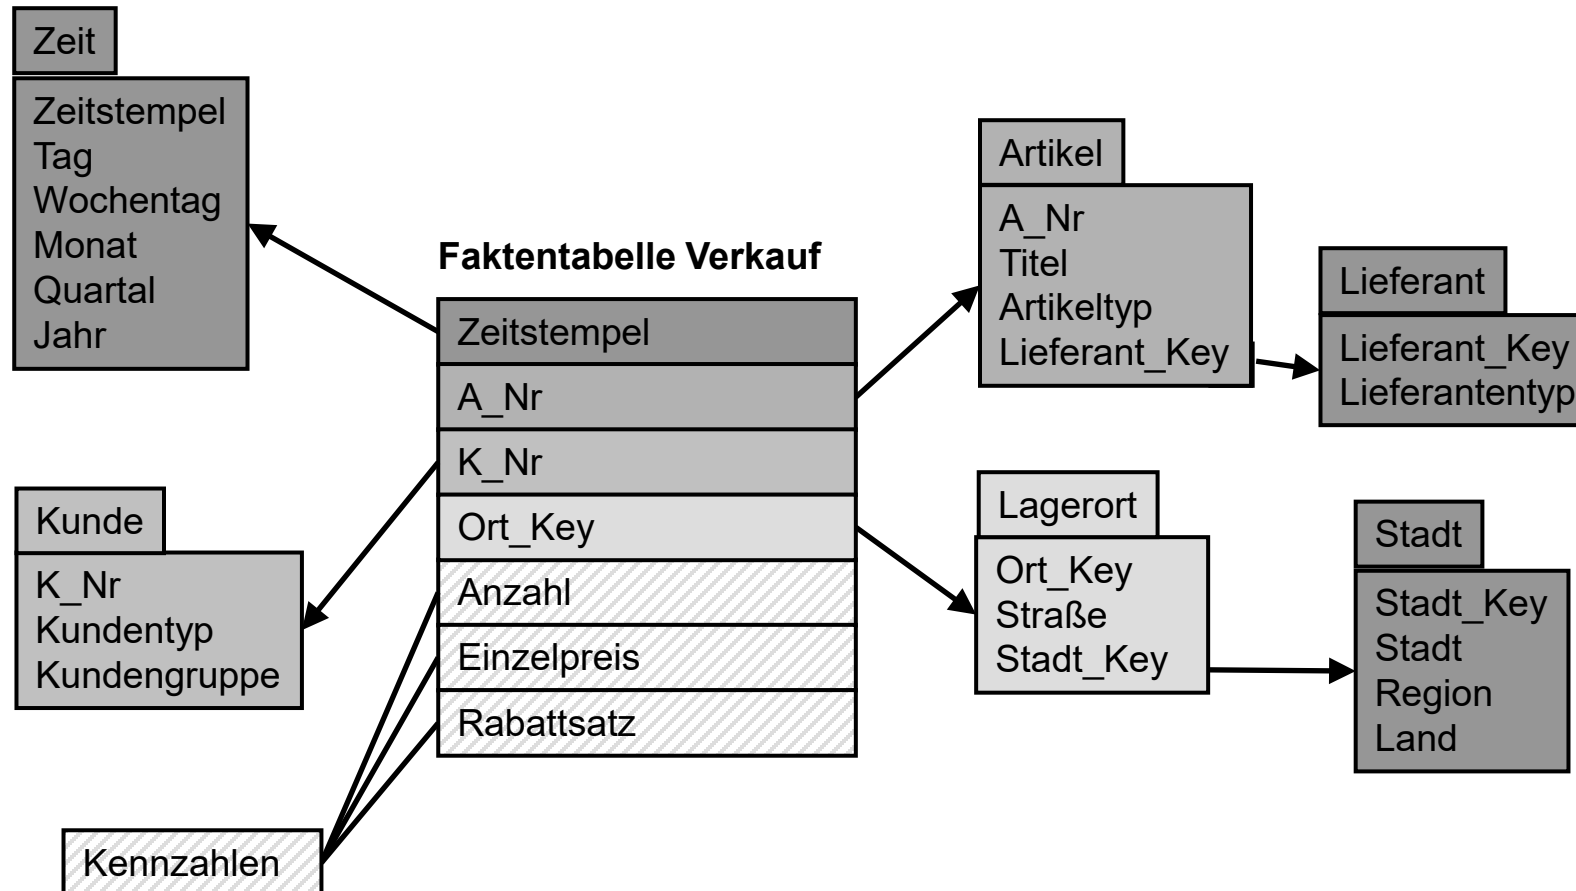 Zeit
Zeitstempel
Tag
Wochentag
Monat
Quartal
Jahr
Kunde
K_Nr
Kundentyp
Kundengruppe
Kennzahlen
Faktentabelle Verkauf
Zeitstempel
A_Nr
K_Nr
Ort_Key
Anzahl
Einzelpreis
Rabattsatz
Artikel
A_Nr
Titel
Artikeltyp
Lieferant_Key
Lieferant
Lieferant_Key
Lieferantentyp
Lagerort
Ort_Key
Straße
Stadt_Key
Stadt
Stadt_Key
Stadt
Region
Land